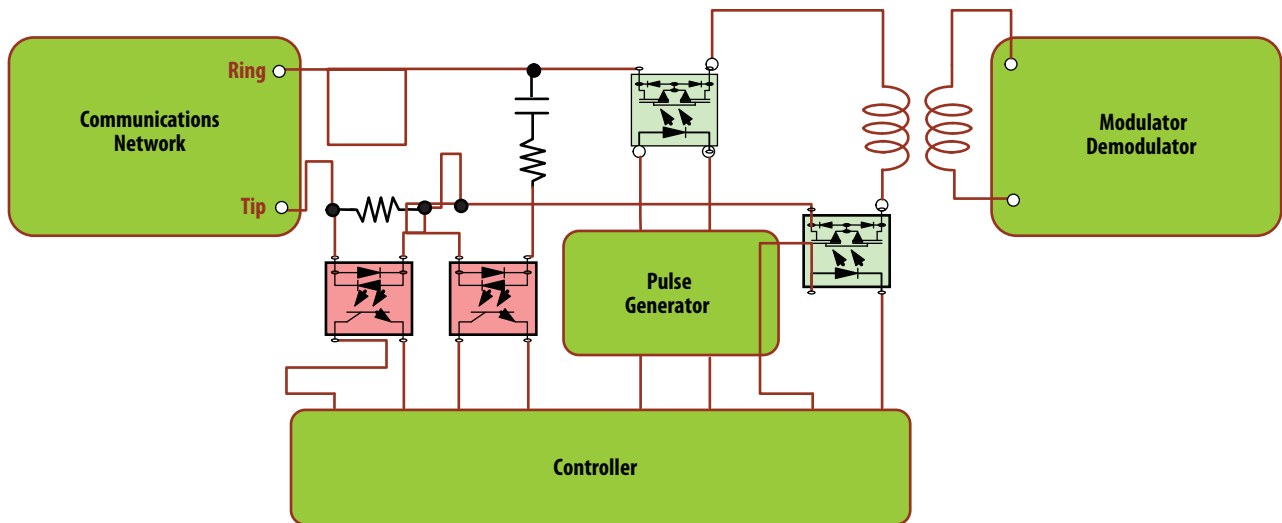 Ring
Communications
Network
Tip
Modulator
Demodulator
Pulse
Generator
Controller